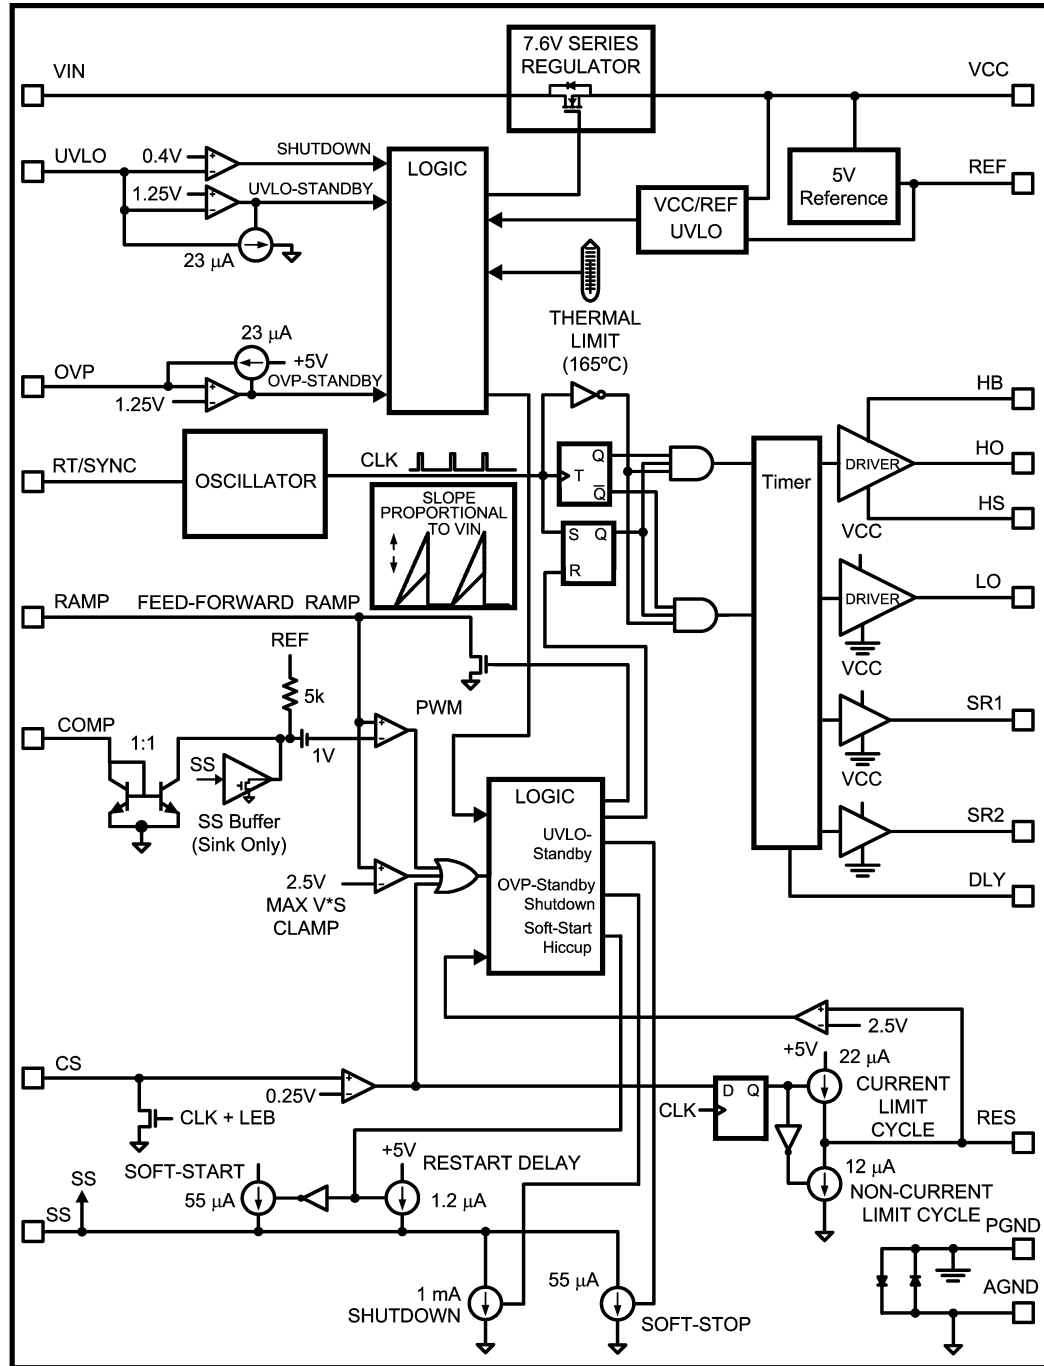 7.6V SERIES
REGULATOR
VIN
VCC
UVLO
0.4V
SHUTDOWN
1.25V
UVLO-STANDBY
23 µA
LOGIC
VCC/REF
UVLO
5V
Reference
REF
THERMAL
LIMIT
(165ºC)
OVP
23 µA
+5V
1.25V
OVP-STANDBY
RT/SYNC
OSCILLATOR
CLK
SLOPE
PROPORTIONAL
TO VIN
T
Q
Q
S
Q
R
Timer
DRIVER
HB
HO
HS
VCC
DRIVER
LO
VCC
SR1
VCC
SR2
DLY
RAMP
FEED-FORWARD RAMP
REF
5k
PWM
COMP
1:1
SS
1V
SS Buffer
(Sink Only)
2.5V
MAX V*S
CLAMP
LOGIC
UVLO-
Standby
OVP-Standby
Shutdown
Soft-Start
Hiccup
2.5V
CS
0.25V
CLK + LEB
CLK
D
Q
+5V
22 µA
CURRENT
LIMIT
CYCLE
RES
12 µA
NON-CURRENT
LIMIT CYCLE
SOFT-START
+5V
RESTART DELAY
SS
55 µA
1.2 µA
SS
1 mA
SHUTDOWN
55 µA
SOFT-STOP
PGND
AGND